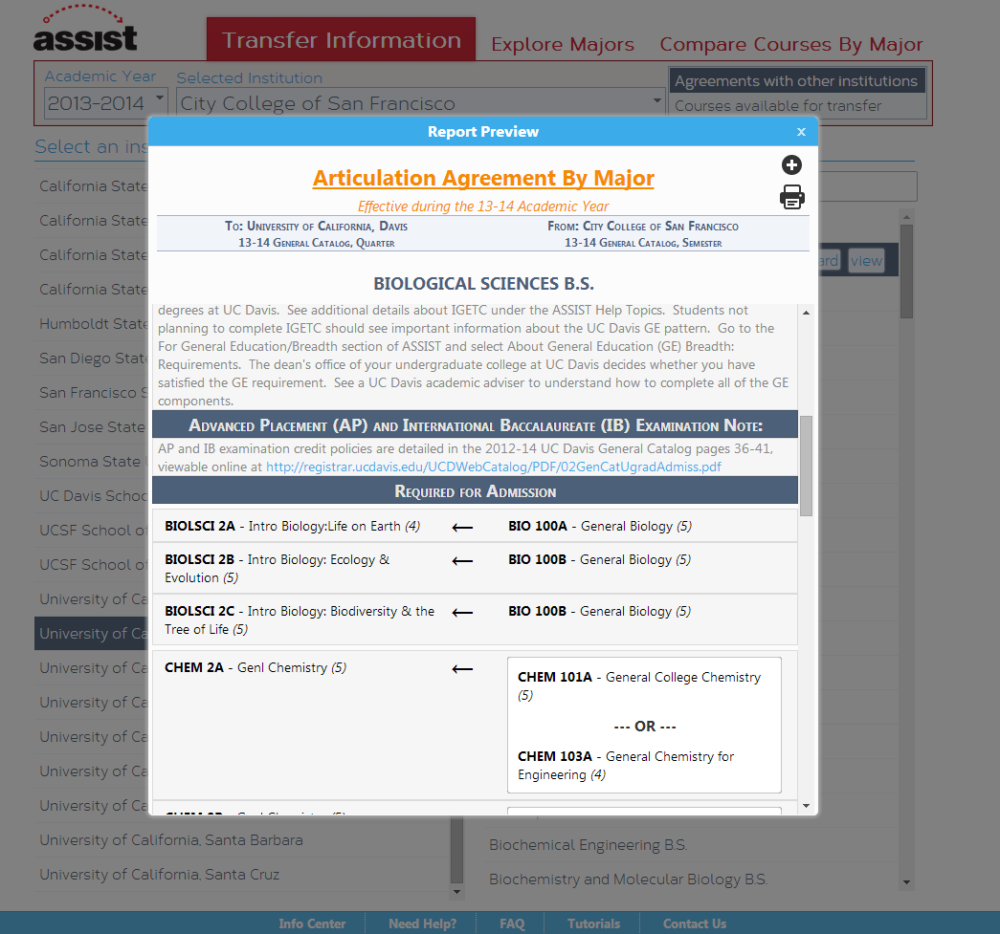 assist
Transfer Information
Explore Majors
Compare Courses By Major
Academic Year
Selected Institution
2013-2014
City College of San Francisco
Agreements with other institutions
Courses available for transfer
Select an ins
Report Preview
x
Articulation Agreement By Major
Effective during the 13-14 Academic Year
To: University of California, Davis
13-14 General Catalog, Quarter
From: City College of San Francisco
13-14 General Catalog, Semester
BIOLOGICAL SCIENCES B.S.
degrees at UC Davis. See additional details about IGETC under the ASSIST Help Topics. Students not
planning to complete IGETC should see important information about the UC Davis GE pattern. Go to the
For General Education/Breadth section of ASSIST and select About General Education (GE) Breadth:
Requirements. The dean's office of your undergraduate college at UC Davis decides whether you have
satisfied the GE requirement. See a UC Davis academic adviser to understand how to complete all of the GE
components.
Advanced Placement (AP) and International Baccalaureate (IB) Examination Note:
AP and IB examination credit policies are detailed in the 2012-14 UC Davis General Catalog pages 36-41,
viewable online at http://registrar.ucdavis.edu/UCDWebCatalog/PDF/02GenCatUgradAdmiss.pdf
Required for Admission
BIOLSCI 2A - Intro Biology:Life on Earth (4) ← BIO 100A - General Biology (5)
BIOLSCI 2B - Intro Biology: Ecology &
Evolution (5)
← BIO 100B - General Biology (5)
BIOLSCI 2C - Intro Biology: Biodiversity & the
Tree of Life (5)
← BIO 100B - General Biology (5)
CHEM 2A - Genl Chemistry (5) ←
CHEM 101A - General College Chemistry
(5)
--- OR ---
CHEM 103A - General Chemistry for
Engineering (4)
California State
California State
California State
California State
Humboldt State
San Diego State
San Francisco S
San Jose State
Sonoma State
UC Davis Schoo
UCSF School of
UCSF School of
University of Ca
University of Ca
University of Ca
University of Ca
University of Ca
University of Ca
University of Ca
University of California, Santa Barbara
University of California, Santa Cruz
ard
view
Biochemical Engineering B.S.
Biochemistry and Molecular Biology B.S.
Info Center
Need Help?
FAQ
Tutorials
Contact Us